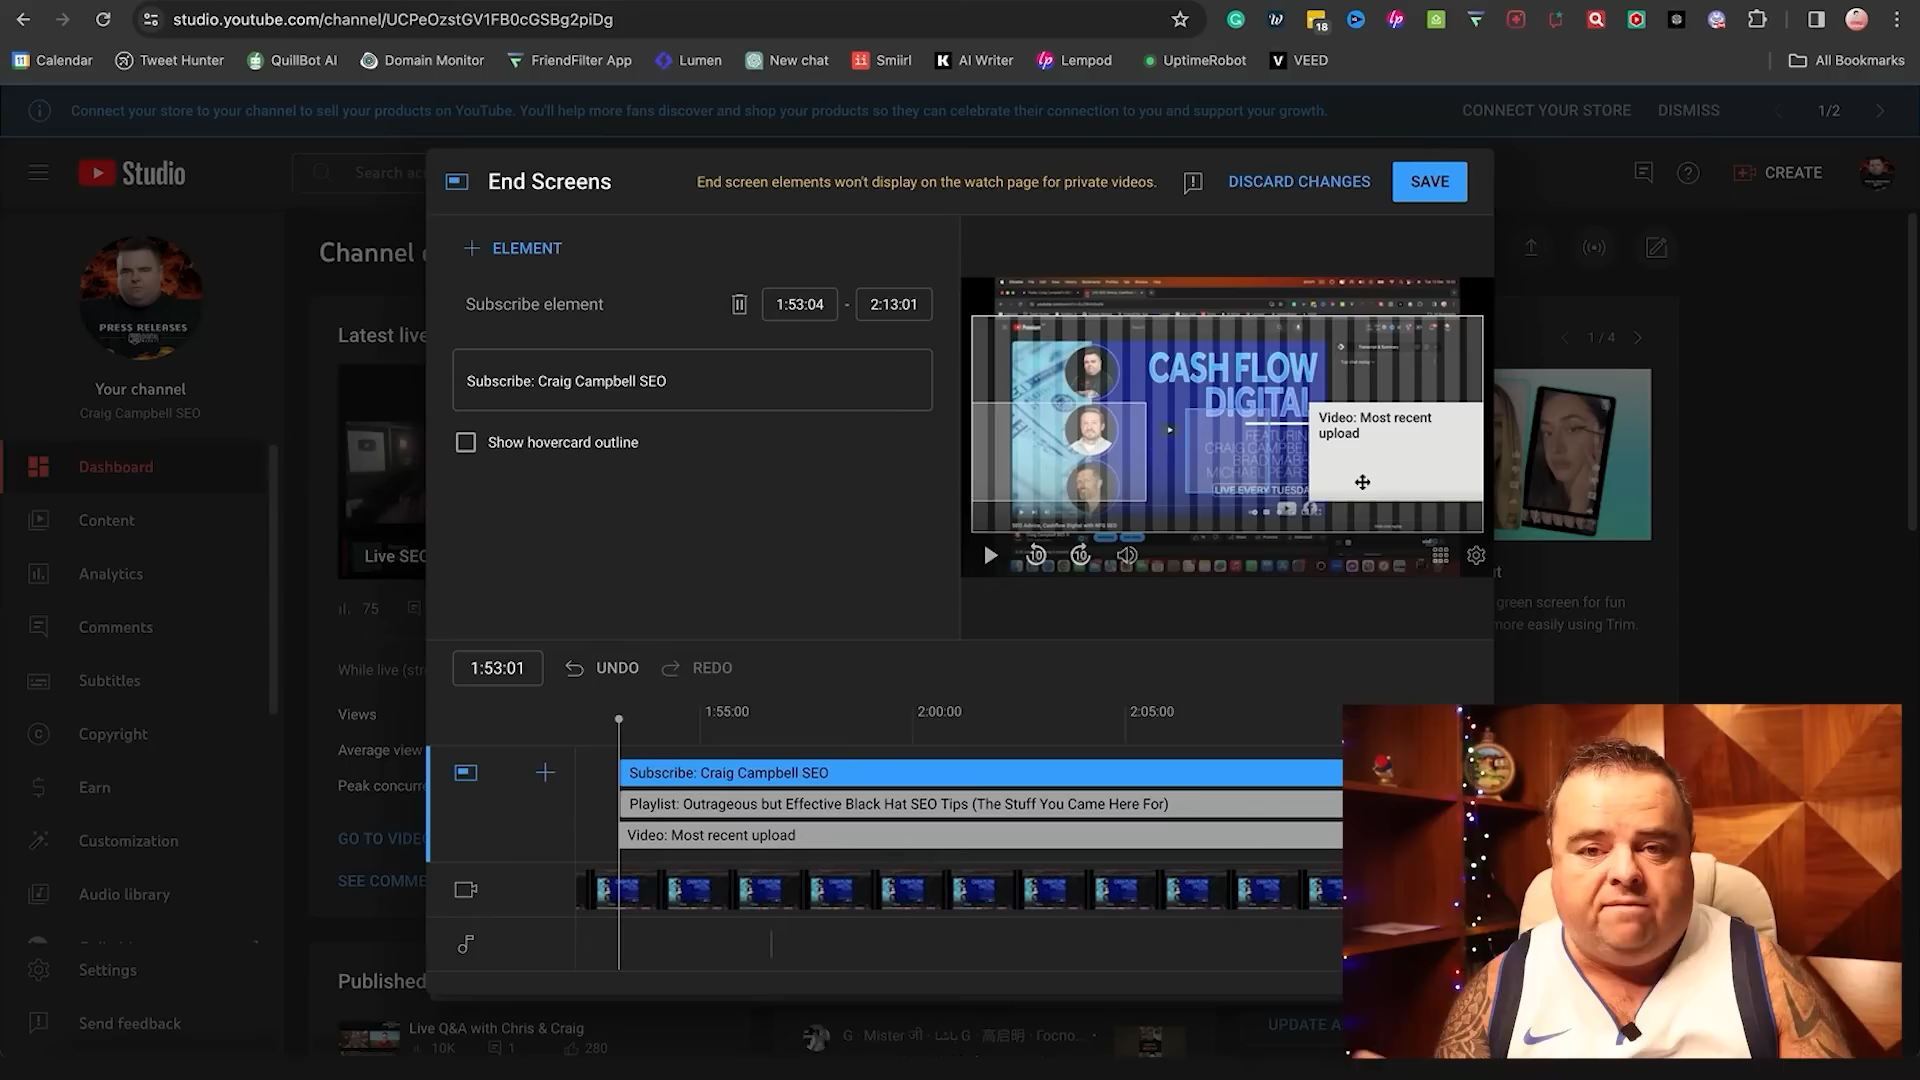 studio.youtube.com/channel/UCPeOzstGV1FB0cGSBg2piDg
18
Calendar
Tweet Hunter
QuillBot AI
Domain Monitor
FriendFilter App
Lumen
New chat
Smiirl
AI Writer
Lempod
UptimeRobot
VEED
All Bookmarks
Connect your store to your channel to sell your products on YouTube. You'll help more fans discover and shop your products so they can celebrate their connection to you and support your growth.
CONNECT YOUR STORE
DISMISS
1/2
Studio
Search
End Screens
End screen elements won't display on the watch page for private videos.
DISCARD CHANGES
SAVE
CREATE
ELEMENT
Channel
Subscribe element
1:53:04 - 2:13:01
Subscribe: Craig Campbell SEO
Show hovercard outline
PRESS RELEASES
Latest live
1 / 4
CASH FLOW
DIGITAL
FEATURING
LIVE EVERY TUESDA
Video: Most recent
upload
Your channel
Craig Campbell SEO
Dashboard
Content
Analytics
Comments
Subtitles
Copyright
Earn
Customization
Audio library
Settings
Send feedback
Live SEO
75
While live (str
Views
Average view
Peak concurre
GO TO VIDEO
SEE COMME
green screen for fun
more easily using Trim.
1:53:01
UNDO
REDO
1:55:00
2:00:00
2:05:00
Subscribe: Craig Campbell SEO
Playlist: Outrageous but Effective Black Hat SEO Tips (The Stuff You Came Here For)
Video: Most recent upload
Published
Live Q&A with Chris & Craig
10K
1
280
UPDATE A